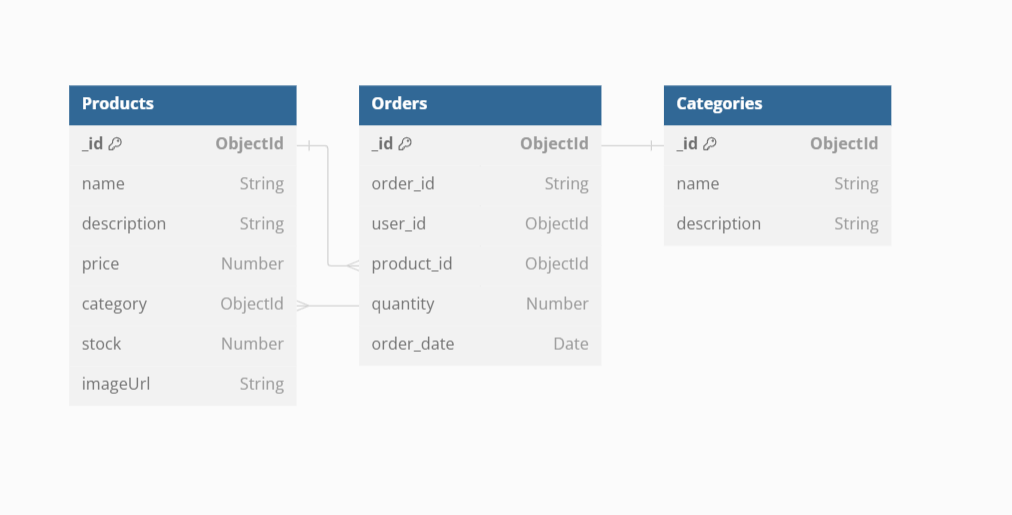 Products
_id ObjectId
name String
description String
price Number
category ObjectId
stock Number
imageUrl String
Orders
_id ObjectId
order_id String
user_id ObjectId
product_id ObjectId
quantity Number
order_date Date
Categories
_id ObjectId
name String
description String